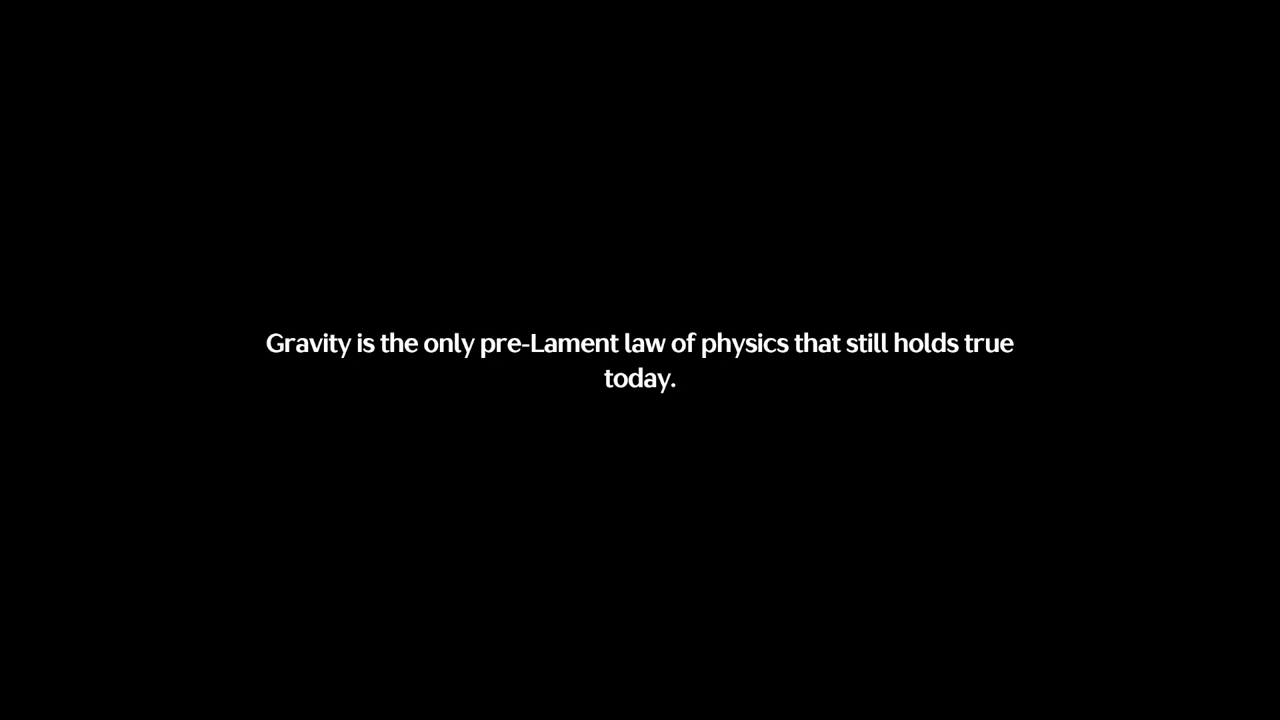 Gravity is the only pre-Lament law of physics that still holds true
today.